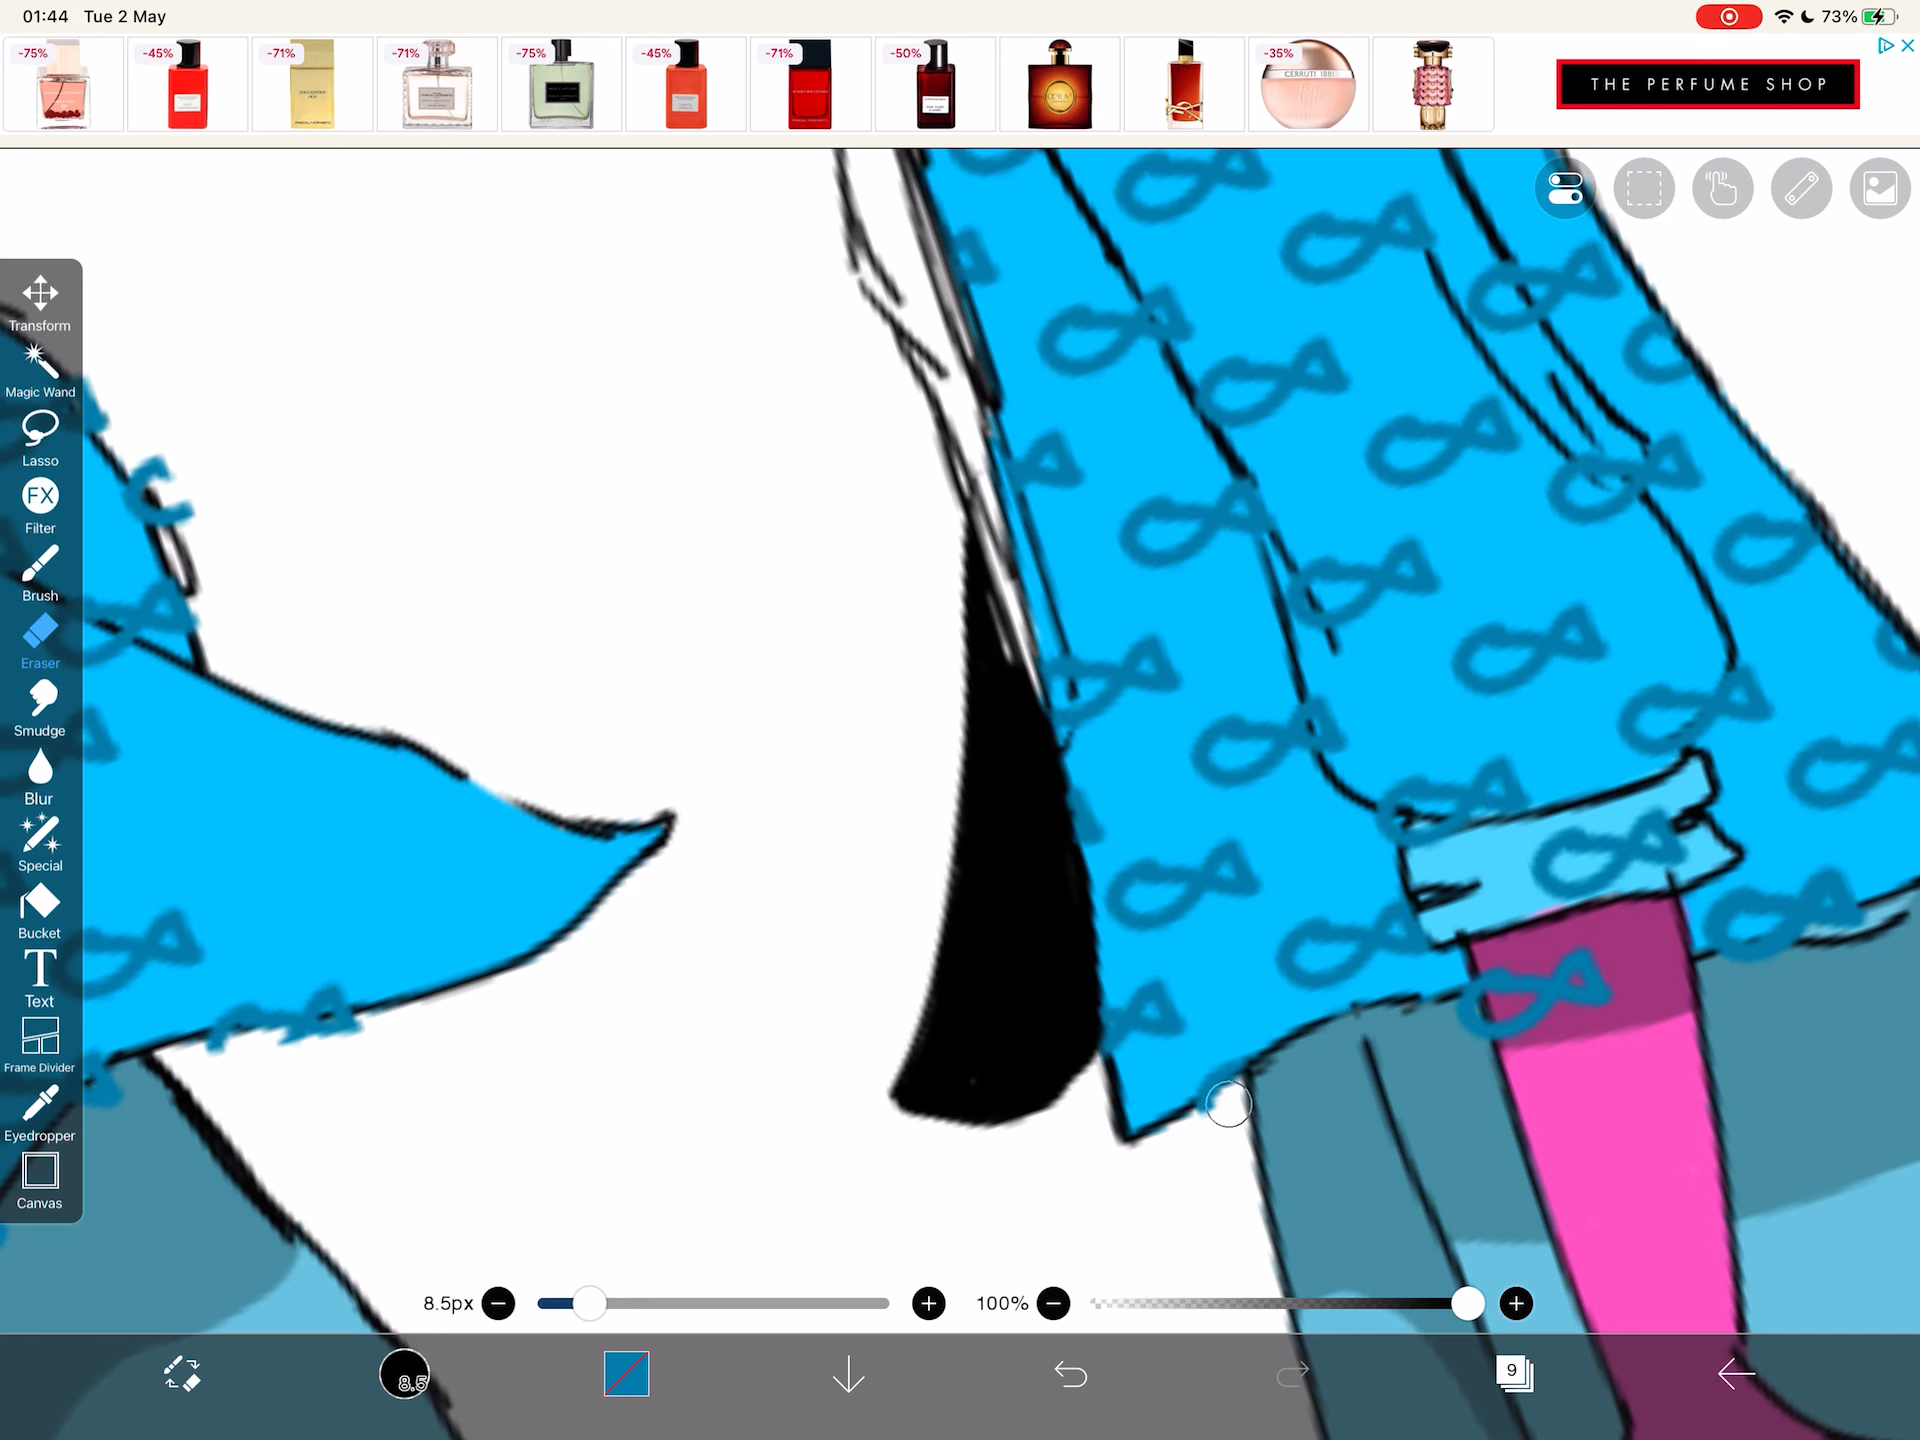 01:44 Tue 2 May
73%
-75%
-45%
-71%
-71%
-75%
-45%
-71%
-50%
-35%
CERRUTI 1881
THE PERFUME SHOP
Transform
Magic Wand
Lasso
FX
Filter
Brush
Eraser
Smudge
Blur
Special
Bucket
T
Text
Frame Divider
Eyedropper
Canvas
8.5px
100%
8.5
9